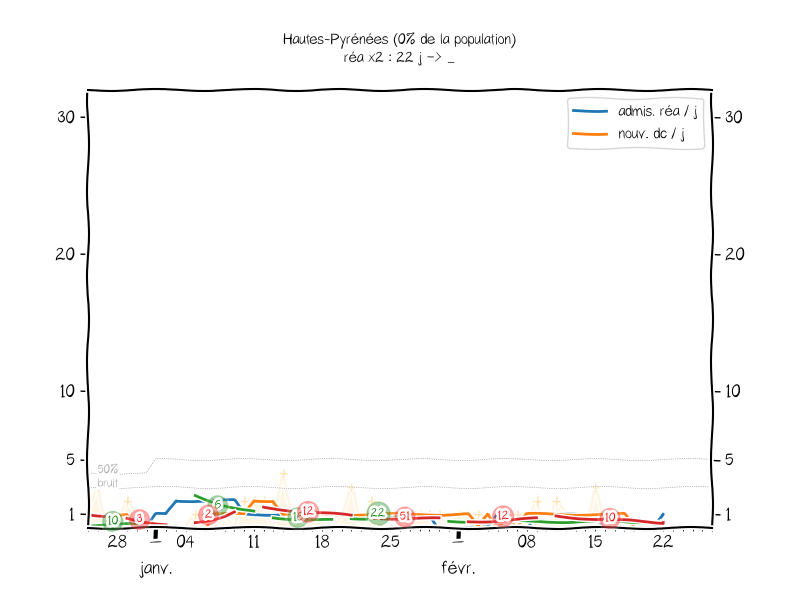 Hautes-Pyrénées (0% de la population)
réa x2 : 22 j -> _
admis. réa / j
nouv. dc / j
30 30
20 20
10 10
5 5
1 1
50%
bruit
10 3 2 6 12 22 51 12 10
28 04 11 18 25 01 08 15 22
janv. févr.